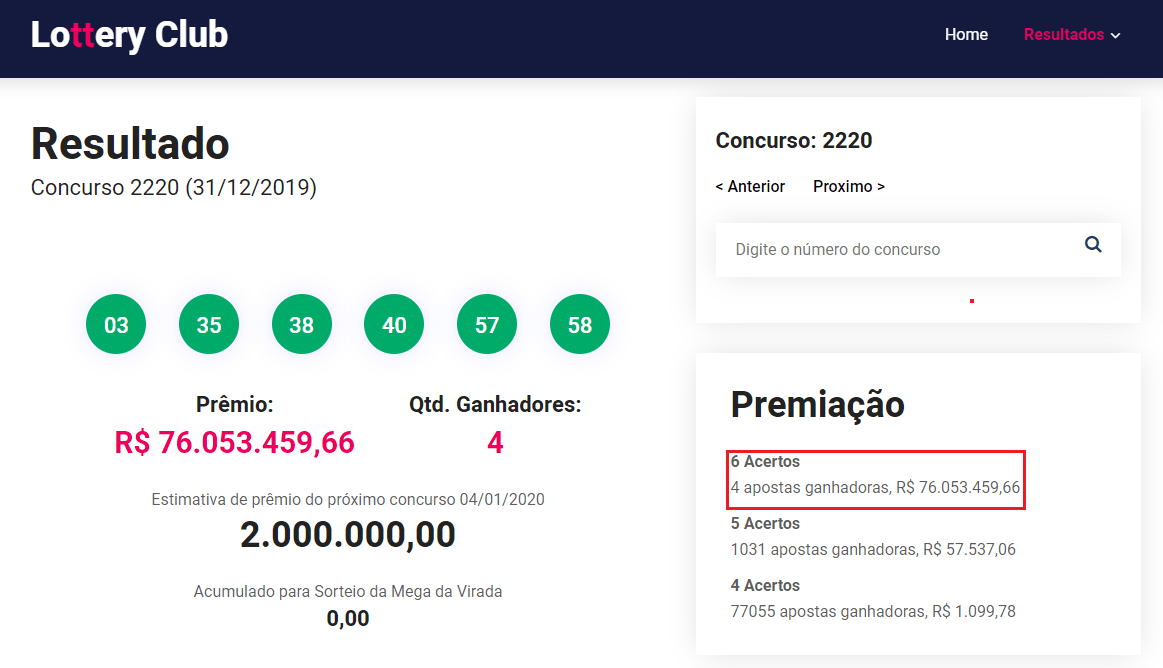 Lottery Club
Home
Resultados
Resultado
Concurso 2220 (31/12/2019)
03 35 38 40 57 58
Prêmio:
R$ 76.053.459,66
Qtd. Ganhadores:
4
Estimativa de prêmio do próximo concurso 04/01/2020
2.000.000,00
Acumulado para Sorteio da Mega da Virada
0,00
Concurso: 2220
< Anterior
Proximo >
Digite o número do concurso
Premiação
6 Acertos
4 apostas ganhadoras, R$ 76.053.459,66
5 Acertos
1031 apostas ganhadoras, R$ 57.537,06
4 Acertos
77055 apostas ganhadoras, R$ 1.099,78